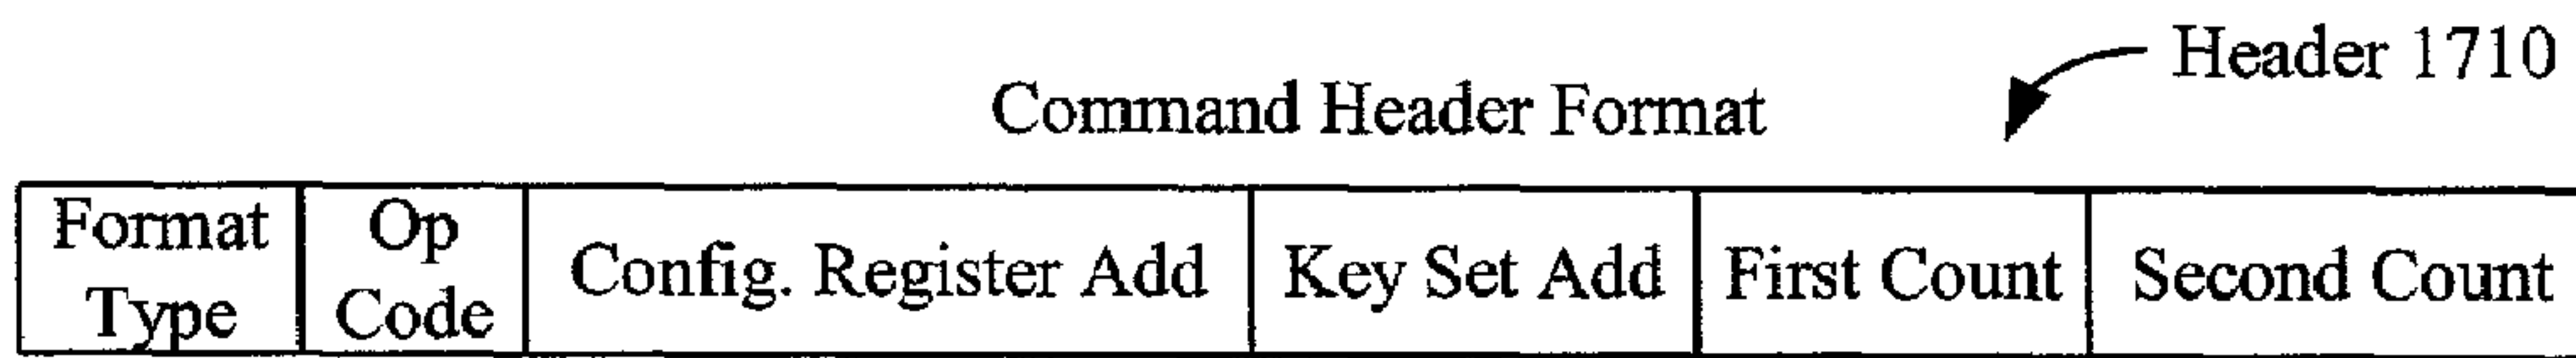 Header 1710
Command Header Format
Format
Type
Op
Code
Config. Register Add
Key Set Add
First Count
Second Count